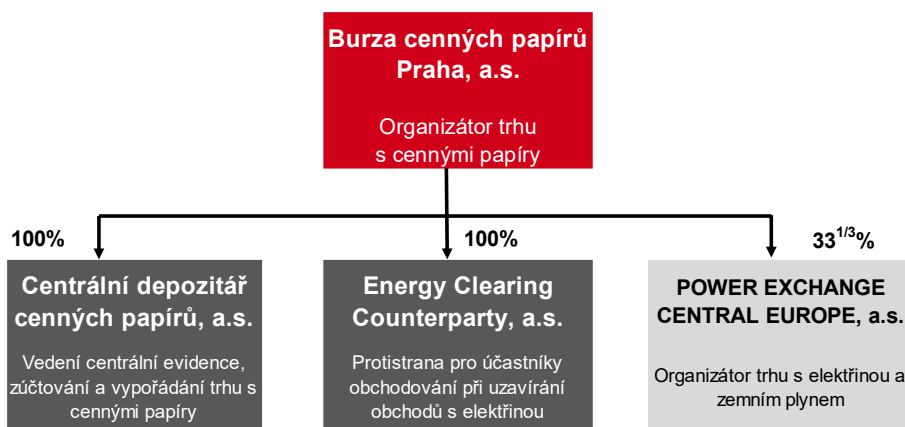 Burza cenných papírů
Praha, a.s.
Organizátor trhu
s cennými papíry
100%
100%
33 1/3%
Centrální depozitář
cenných papírů, a.s.
Vedení centrální evidence,
zúčtování a vypořádání trhu s
cennými papíry
Energy Clearing
Counterparty, a.s.
Protistrana pro účastníky
obchodování při uzavírání
obchodů s elektřinou
POWER EXCHANGE
CENTRAL EUROPE, a.s.
Organizátor trhu s elektřinou a
zemním plynem